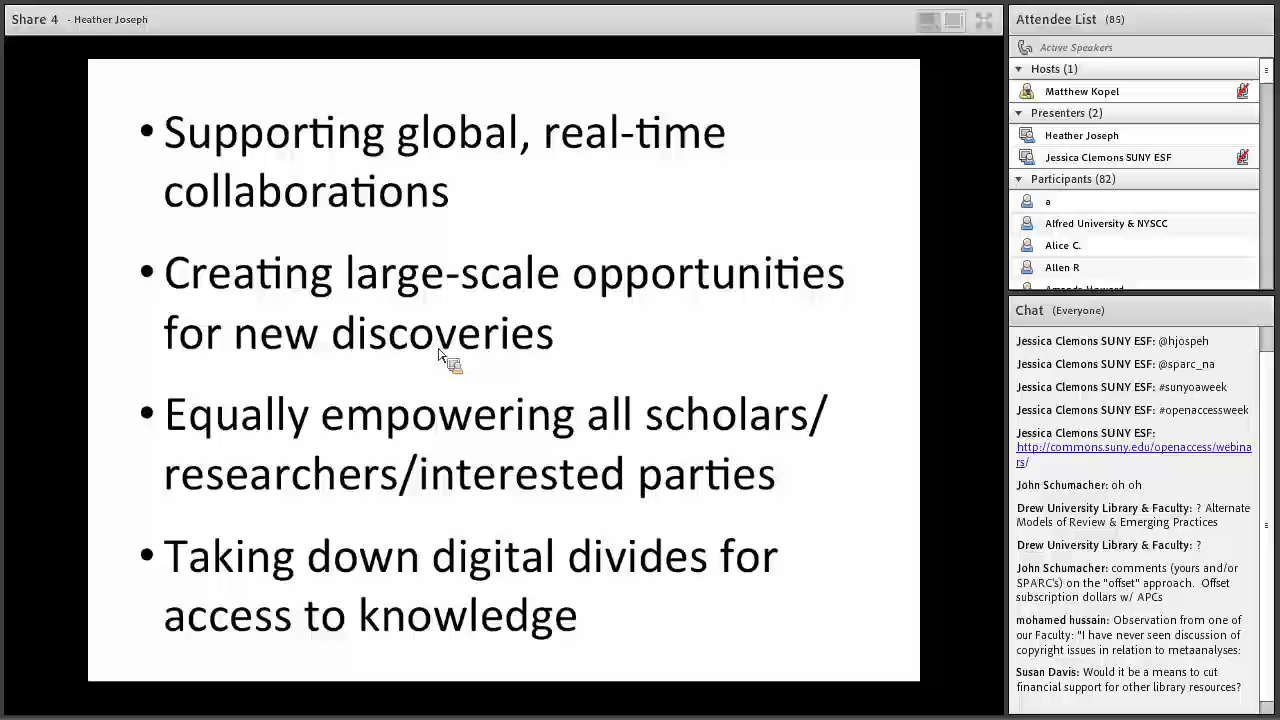 Share 4 - Heather Joseph
• Supporting global, real-time
collaborations
• Creating large-scale opportunities
for new discoveries
• Equally empowering all scholars/
researchers/interested parties
• Taking down digital divides for
access to knowledge
Attendee List (85)
Active Speakers
Hosts (1)
Matthew Kopel
Presenters (2)
Heather Joseph
Jessica Clemons SUNY ESF
Participants (82)
a
Alfred University & NYSCC
Alice C.
Allen R
Chat (Everyone)
Jessica Clemons SUNY ESF: @hjospeh
Jessica Clemons SUNY ESF: @sparc_na
Jessica Clemons SUNY ESF: #sunyoaweek
Jessica Clemons SUNY ESF: #openaccessweek
Jessica Clemons SUNY ESF:
http://commons.suny.edu/openaccess/webina
rs/
John Schumacher: oh oh
Drew University Library & Faculty: ? Alternate
Models of Review & Emerging Practices
Drew University Library & Faculty: ?
John Schumacher: comments (yours and/or
SPARC's) on the "offset" approach. Offset
subscription dollars w/ APCs
mohamed hussain: Observation from one of
our Faculty: "I have never seen discussion of
copyright issues in relation to metaanalyses:
Susan Davis: Would it be a means to cut
financial support for other library resources?